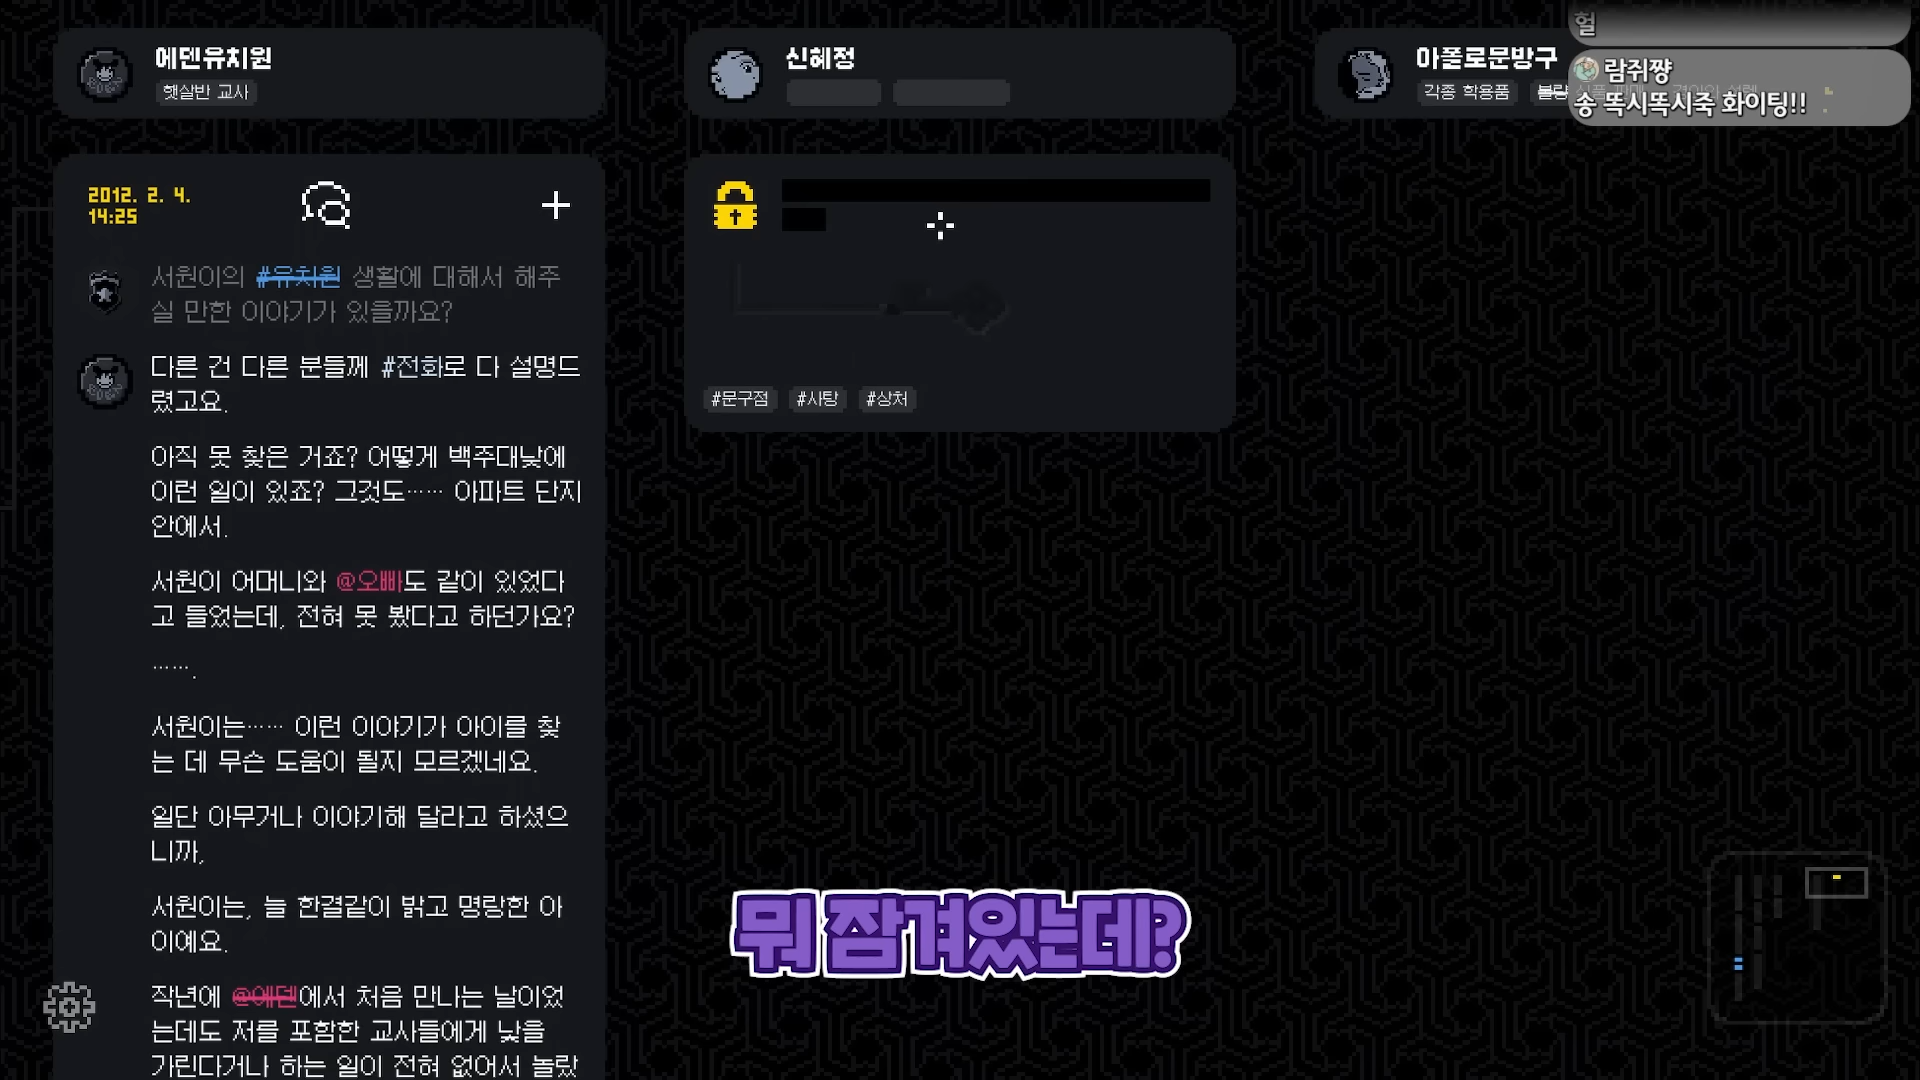 에덴유치원
햇살반 교사
2012. 2. 4.
14:25
서원이의 #유치원 생활에 대해서 해주
실 만한 이야기가 있을까요?
다른 건 다른 분들께 #전화로 다 설명드
렸고요.
아직 못 찾은 거죠? 어떻게 백주대낮에
이런 일이 있죠? 그것도…… 아파트 단지
안에서.
서원이 어머니와 @오빠도 같이 있었다
고 들었는데, 전혀 못 봤다고 하던가요?
…….
서원이는…… 이런 이야기가 아이를 찾
는 데 무슨 도움이 될지 모르겠네요.
일단 아무거나 이야기해 달라고 하셨으
니까,
서원이는, 늘 한결같이 밝고 명랑한 아
이예요.
작년에 @에덴에서 처음 만나는 날이었
는데도 저를 포함한 교사들에게 낯을
가린다거나 하는 일이 전혀 없어서 놀랐
신혜정
#문구점 #사탕 #상처
아폴로문방구
각종 학용품 불량
헐
람쥐쨩
송 똑시똑시죽 화이팅!!
뭐 잠겨있는데?